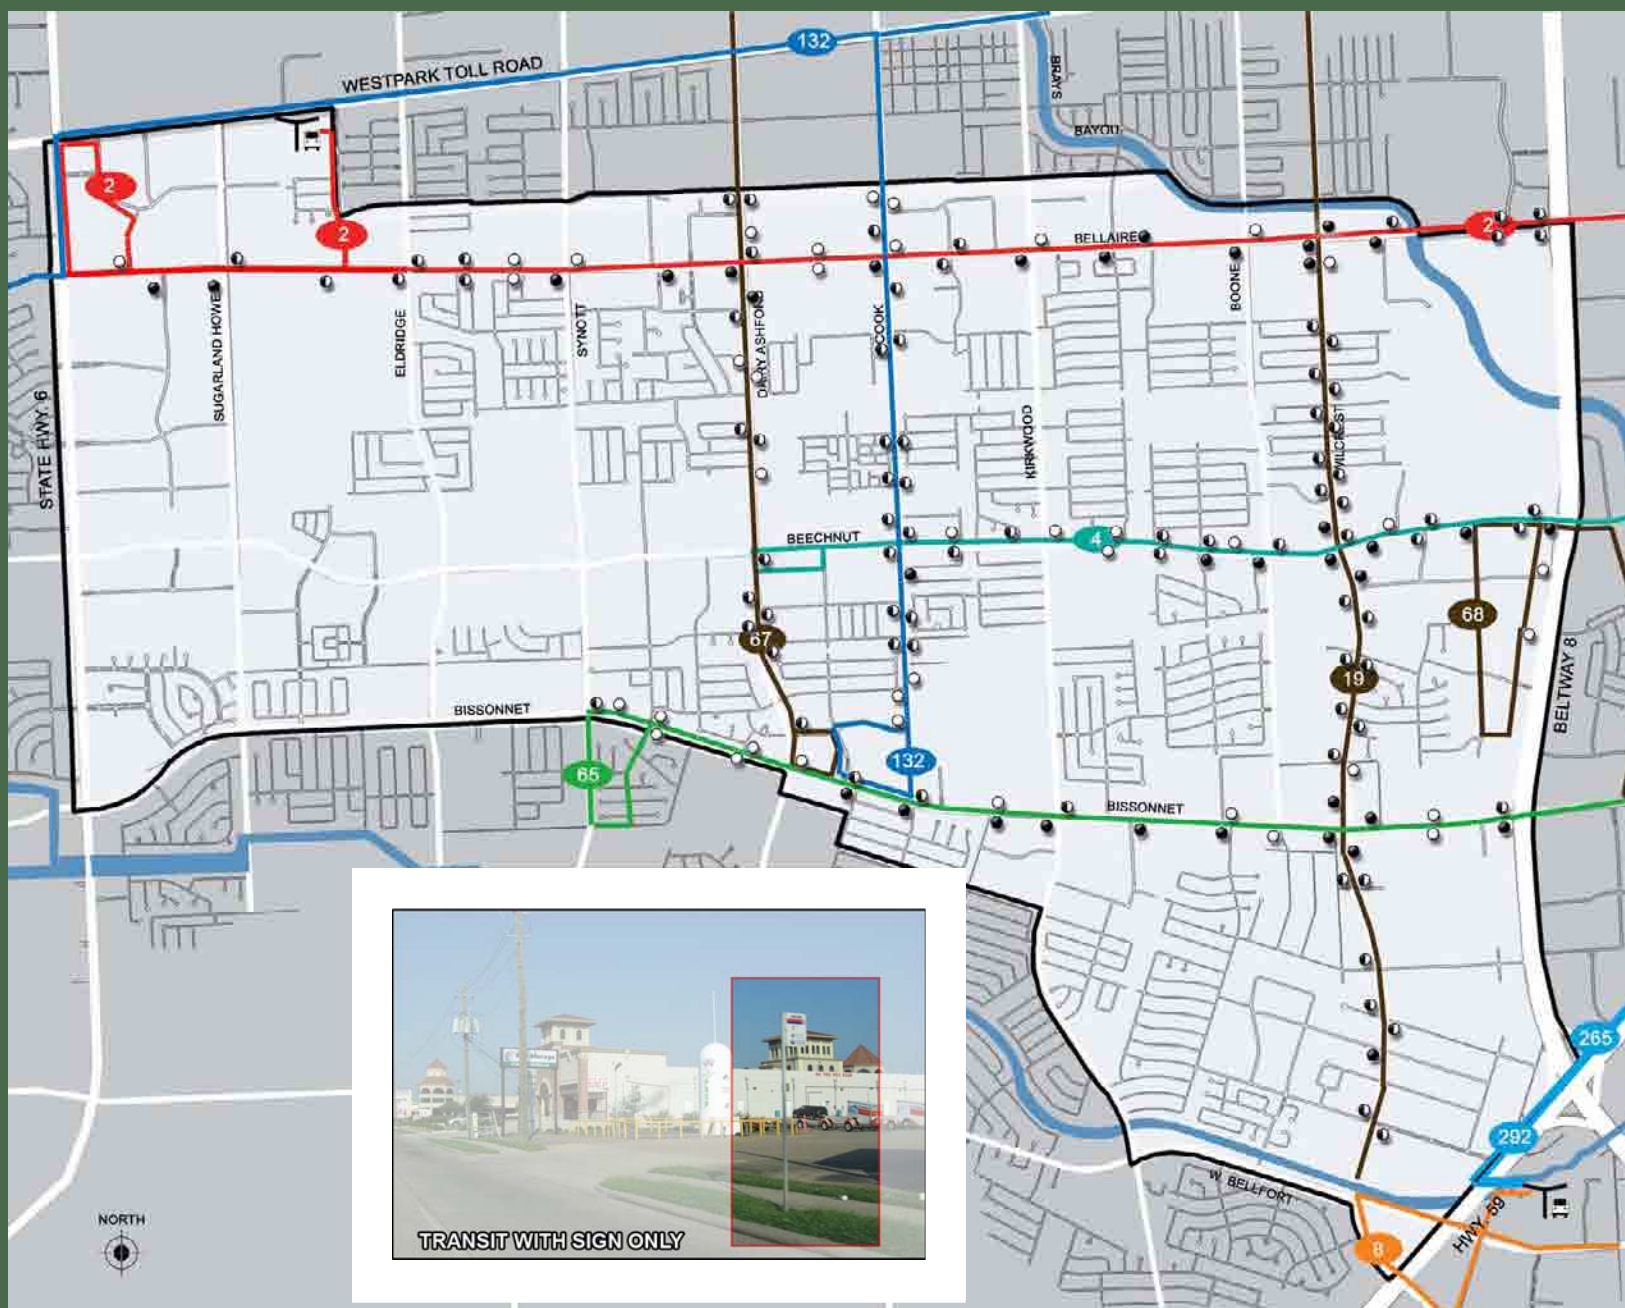 132
WESTPARK TOLL ROAD
BRAYS
BAYOU
2
2
2
BELLAIRE
STATE HWY. 6
SUGARLAND HOWELL
ELDRIDGE
SYNOTT
DAIRY ASHFORD
COOK
KIRKWOOD
BOONE
WILCREST
BEECHNUT
4
67
68
19
BELTWAY 8
BISSONNET
65
132
BISSONNET
265
292
W. BELLFORT
HWY. 59
8
NORTH
TRANSIT WITH SIGN ONLY